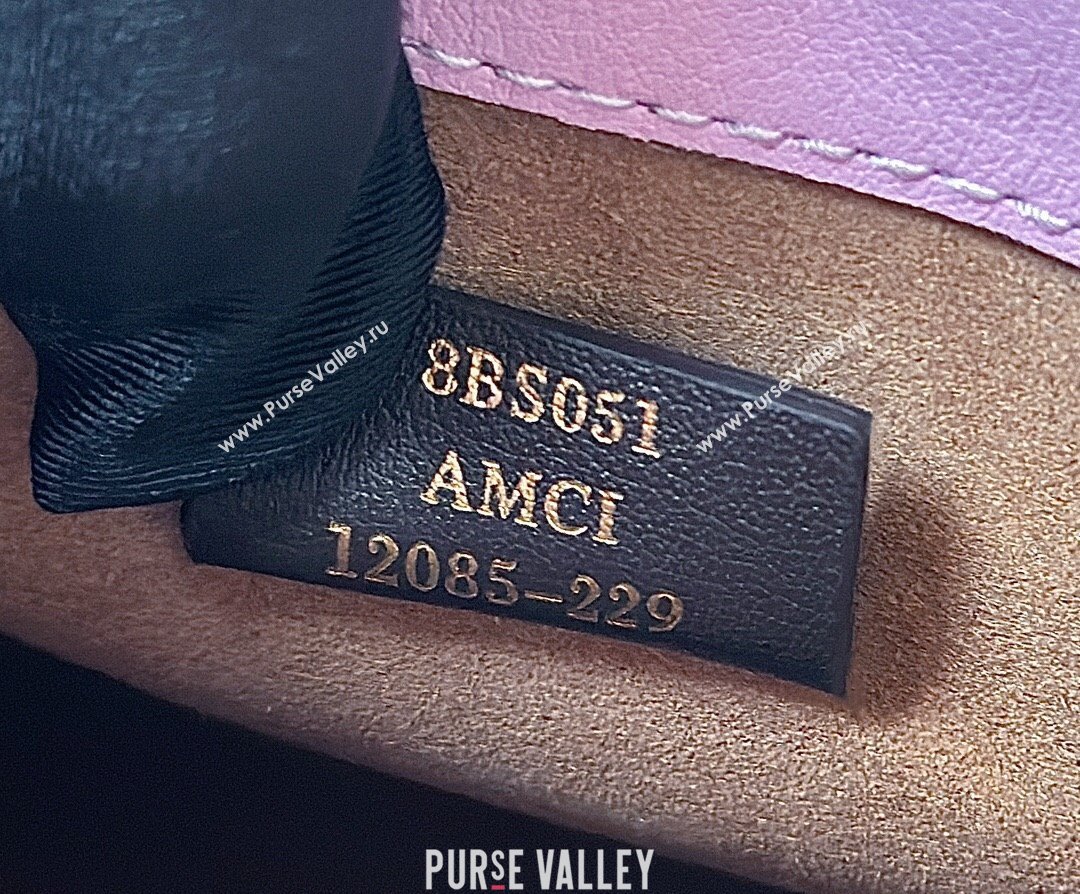 8BS051
AMCI
12085-229
www.PurseValley.ru
www.PurseValley.ru
PURSE VALLEY